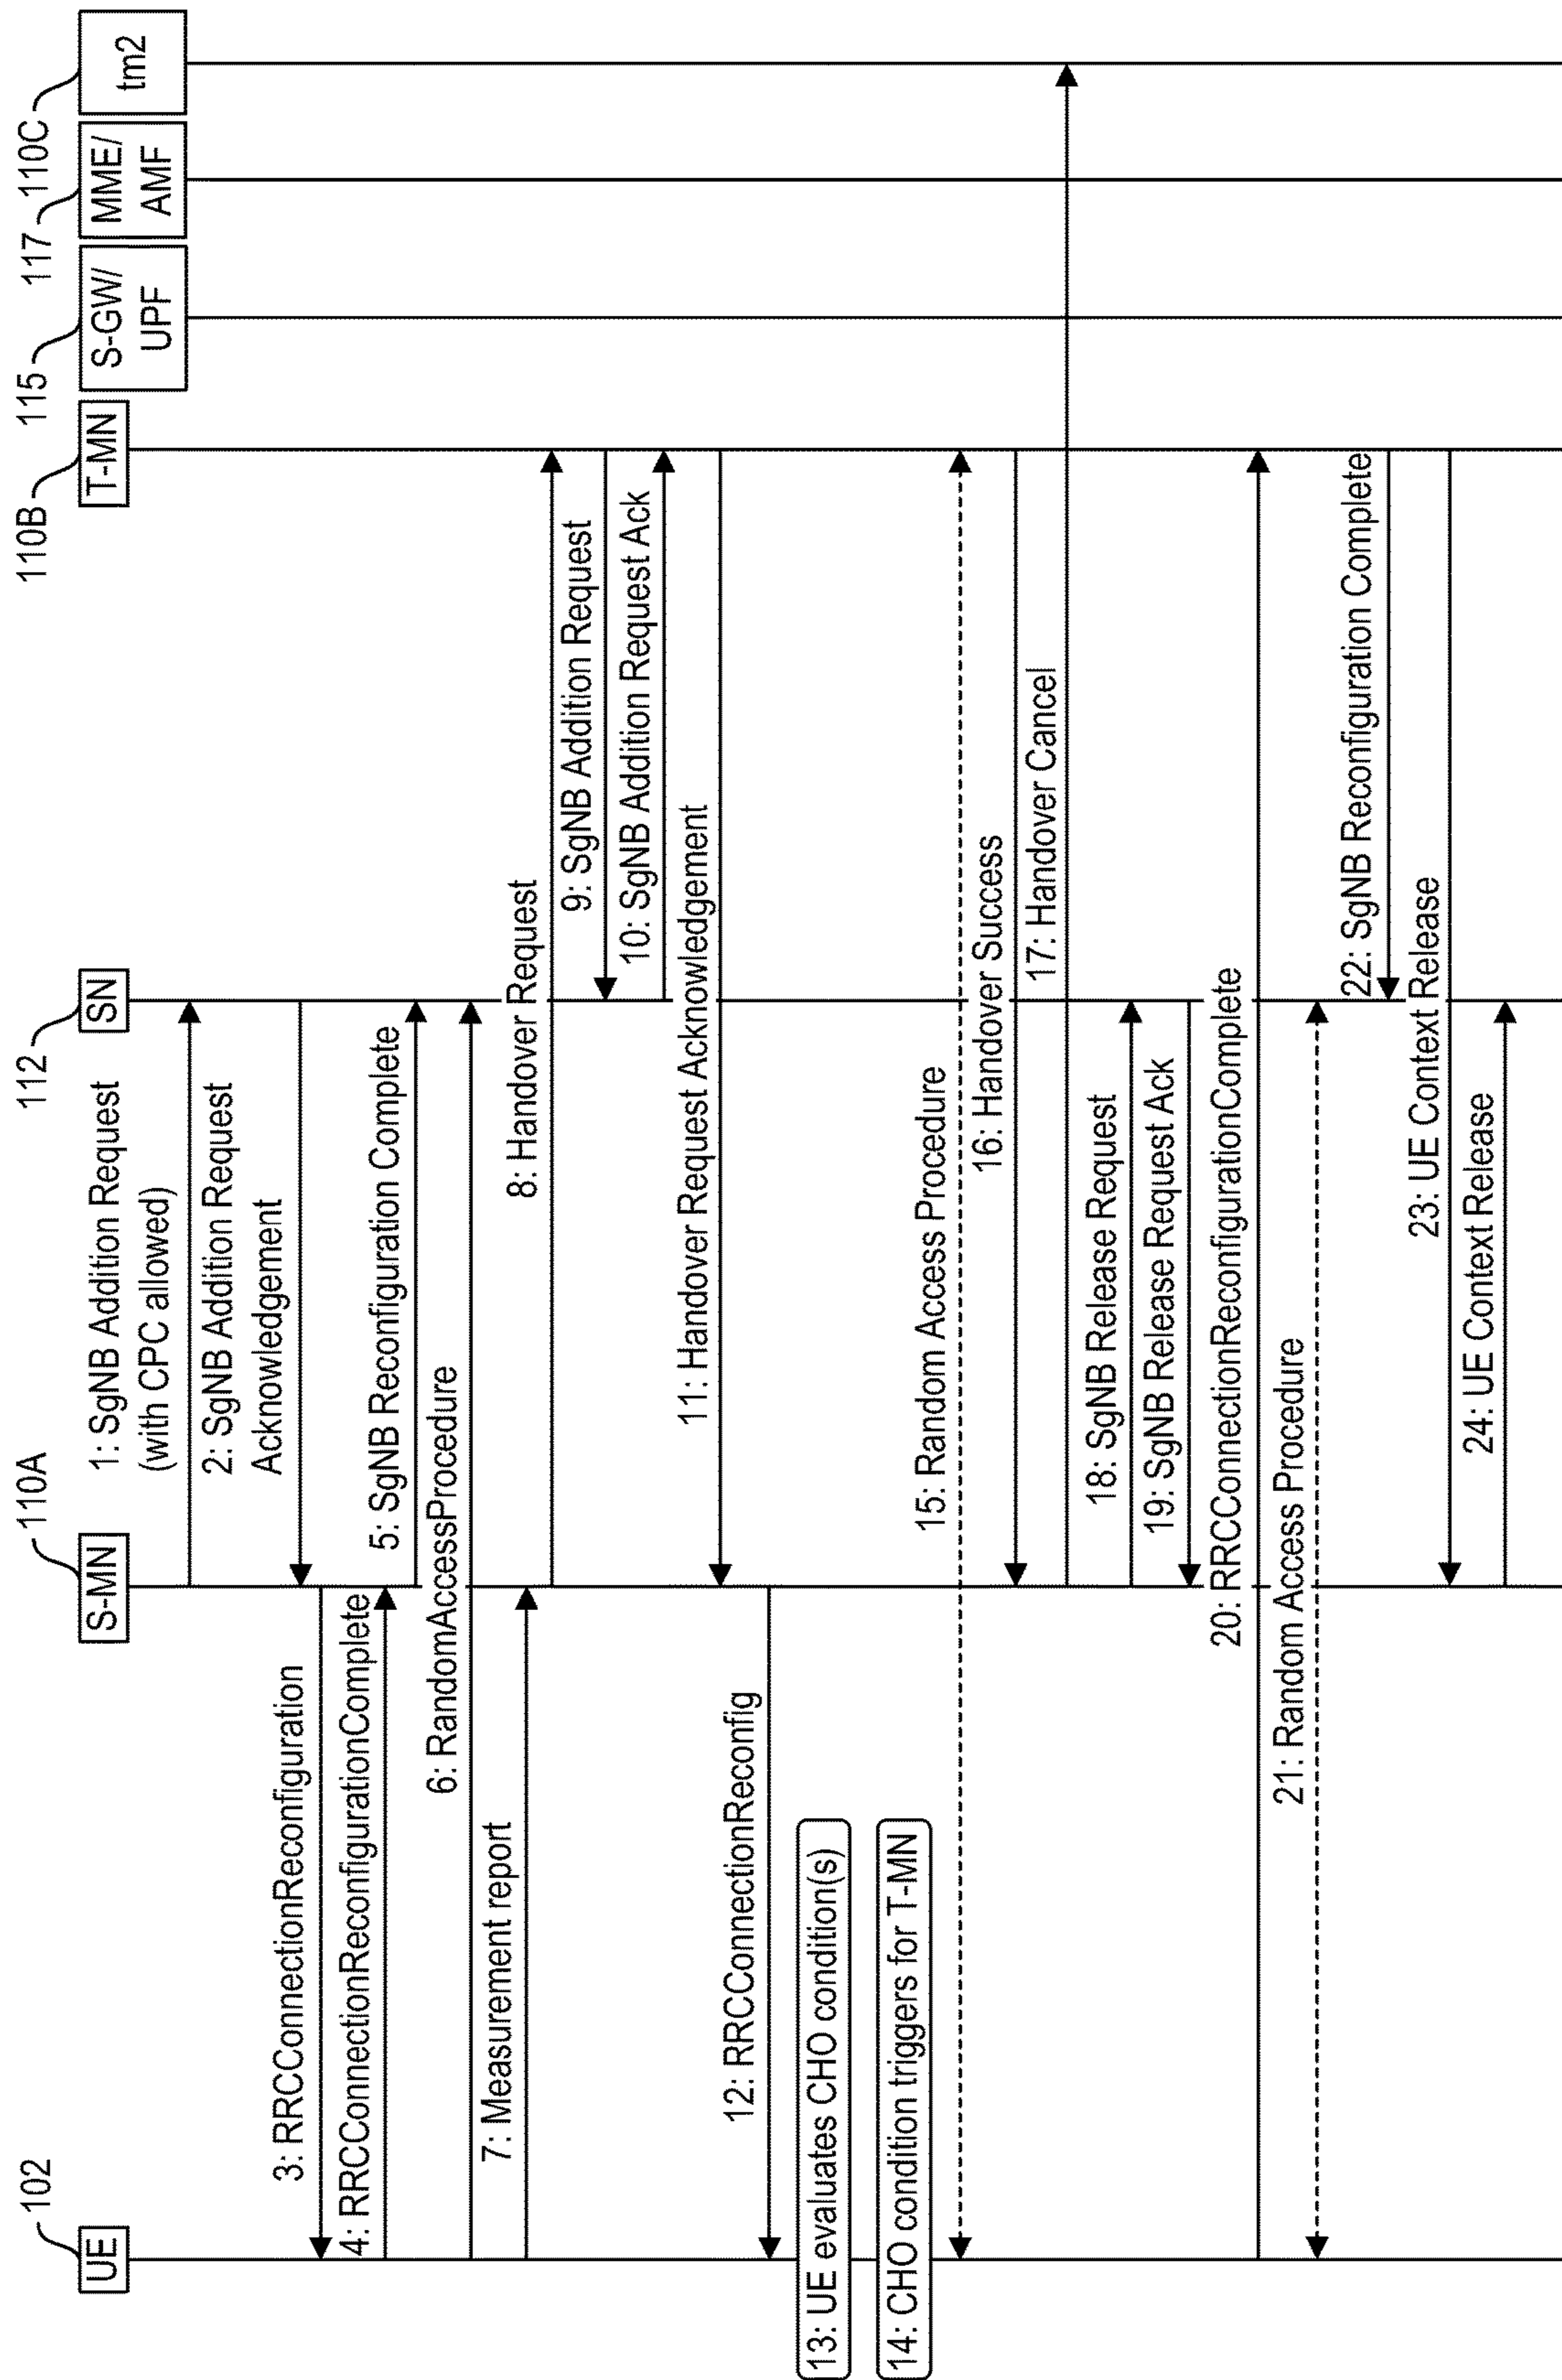 102
UE
110A
S-MN
112
SN
110B
T-MN
115
S-GW/
UPF
117
MME/
AMF
110C
tm2
1: SgNB Addition Request
(with CPC allowed)
2: SgNB Addition Request
Acknowledgement
3: RRCConnectionReconfiguration
4: RRCConnectionReconfigurationComplete
5: SgNB Reconfiguration Complete
6: RandomAccessProcedure
7: Measurement report
8: Handover Request
9: SgNB Addition Request
10: SgNB Addition Request Ack
11: Handover Request Acknowledgement
12: RRCConnectionReconfig
13: UE evaluates CHO condition(s)
14: CHO condition triggers for T-MN
15: Random Access Procedure
16: Handover Success
17: Handover Cancel
18: SgNB Release Request
19: SgNB Release Request Ack
20: RRCConnectionReconfigurationComplete
21: Random Access Procedure
22: SgNB Reconfiguration Complete
23: UE Context Release
24: UE Context Release